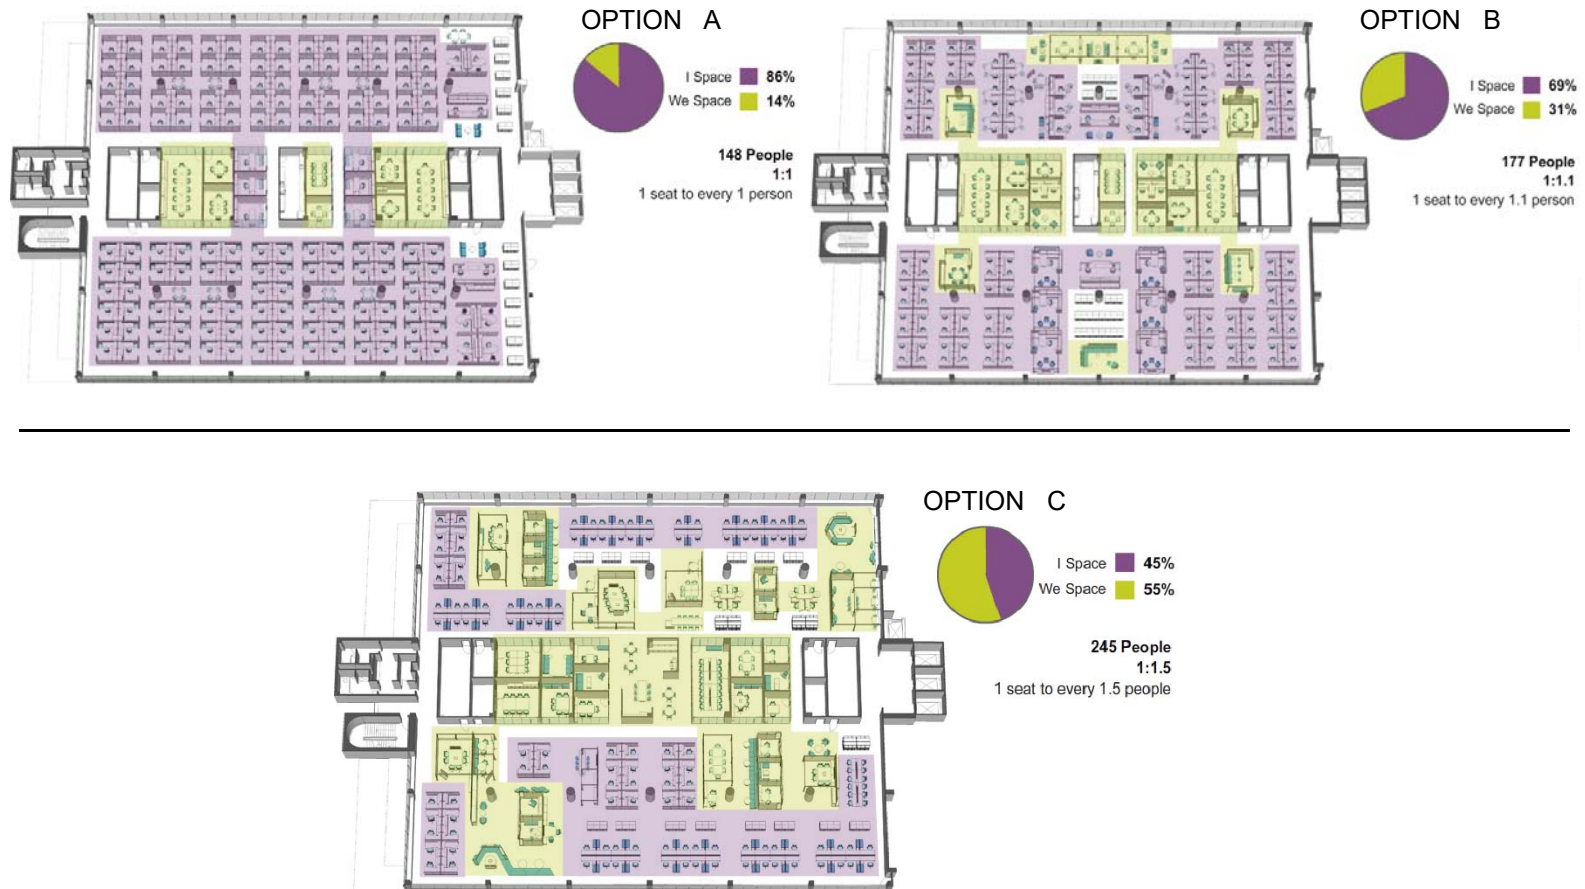 OPTION A
I Space 86%
We Space 14%
148 People
1:1
1 seat to every 1 person
OPTION B
I Space 69%
We Space 31%
177 People
1:1.1
1 seat to every 1.1 person
OPTION C
I Space 45%
We Space 55%
245 People
1:1.5
1 seat to every 1.5 people